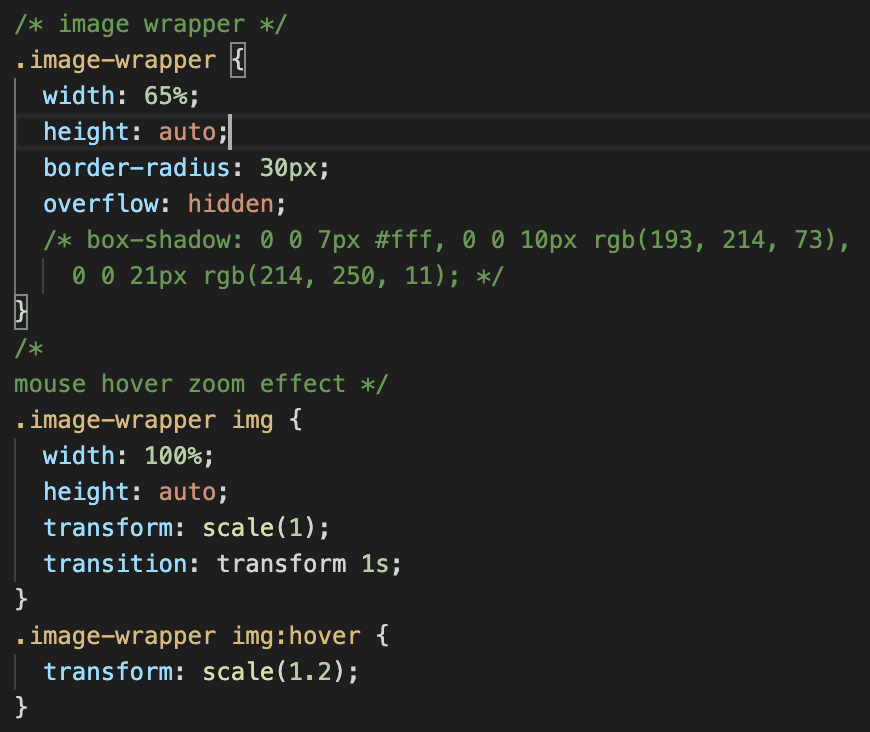 /* image wrapper */
.image-wrapper {
  width: 65%;
  height: auto;
  border-radius: 30px;
  overflow: hidden;
  /* box-shadow: 0 0 7px #fff, 0 0 10px rgb(193, 214, 73),
    0 0 21px rgb(214, 250, 11); */
}
/*
mouse hover zoom effect */
.image-wrapper img {
  width: 100%;
  height: auto;
  transform: scale(1);
  transition: transform 1s;
}
.image-wrapper img:hover {
  transform: scale(1.2);
}